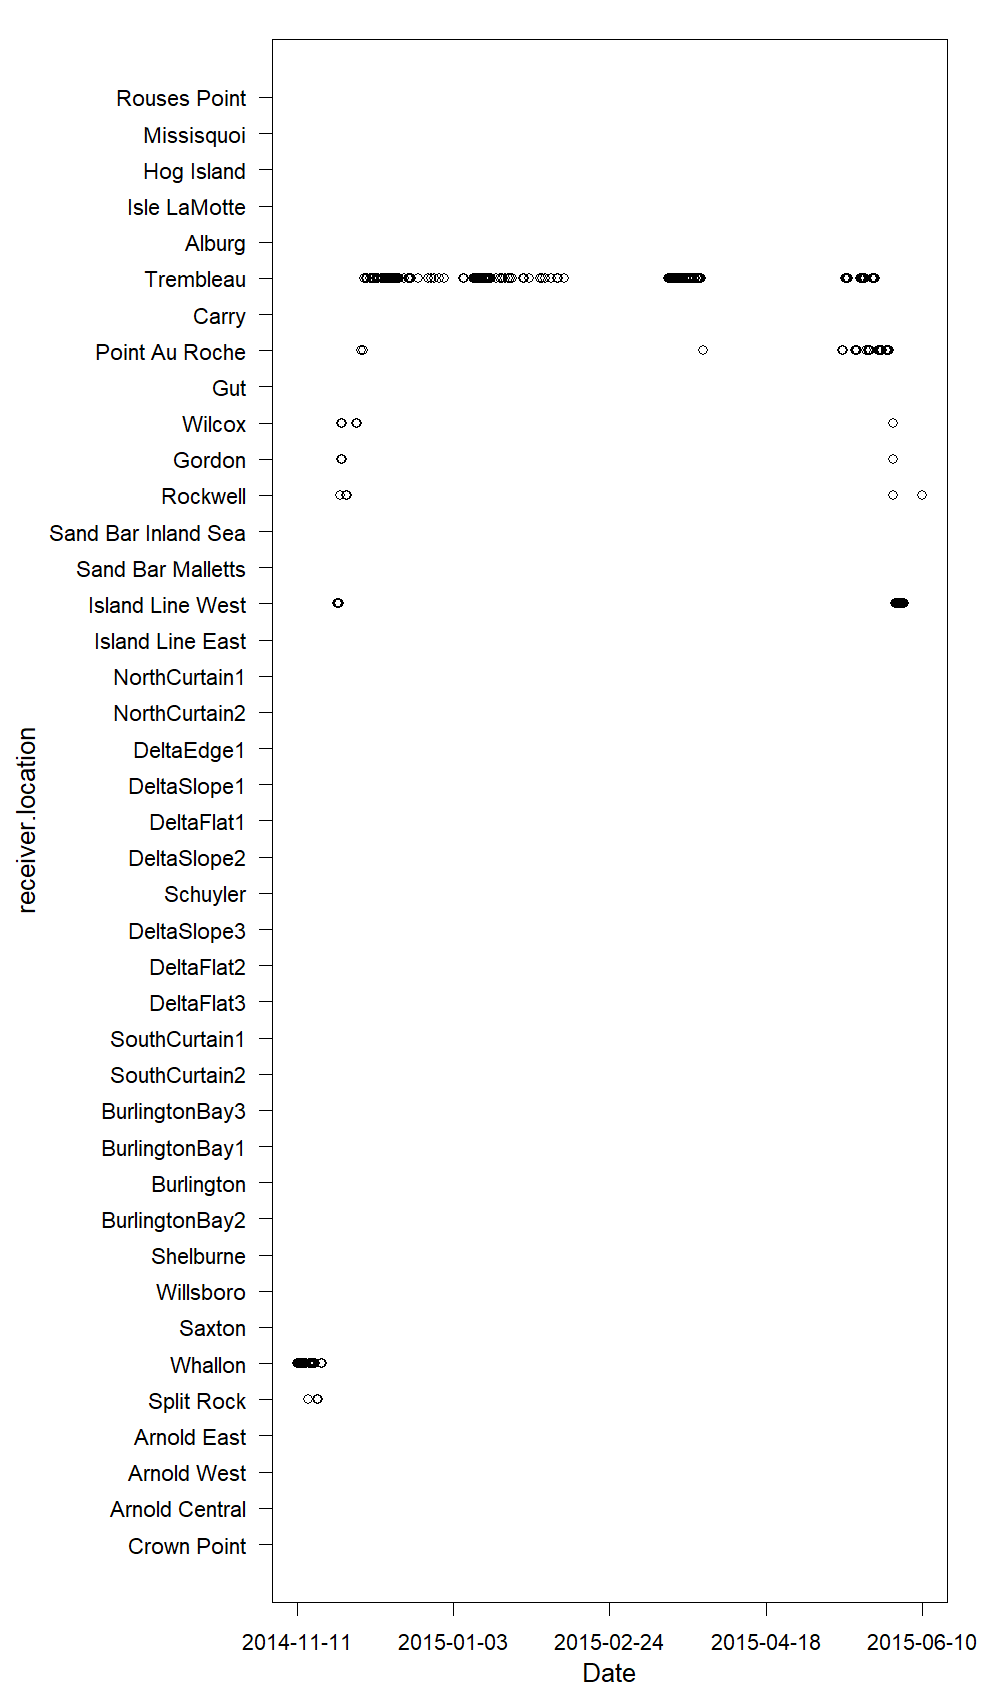 Rouses Point
Missisquoi
Hog Island
Isle LaMotte
Alburg
Trembleau
Carry
Point Au Roche
Gut
Wilcox
Gordon
Rockwell
Sand Bar Inland Sea
Sand Bar Malletts
Island Line West
Island Line East
NorthCurtain1
NorthCurtain2
DeltaEdge1
DeltaSlope1
DeltaFlat1
DeltaSlope2
Schuyler
DeltaSlope3
DeltaFlat2
DeltaFlat3
SouthCurtain1
SouthCurtain2
BurlingtonBay3
BurlingtonBay1
Burlington
BurlingtonBay2
Shelburne
Willsboro
Saxton
Whallon
Split Rock
Arnold East
Arnold West
Arnold Central
Crown Point
receiver.location
2014-11-11 2015-01-03 2015-02-24 2015-04-18 2015-06-10
Date